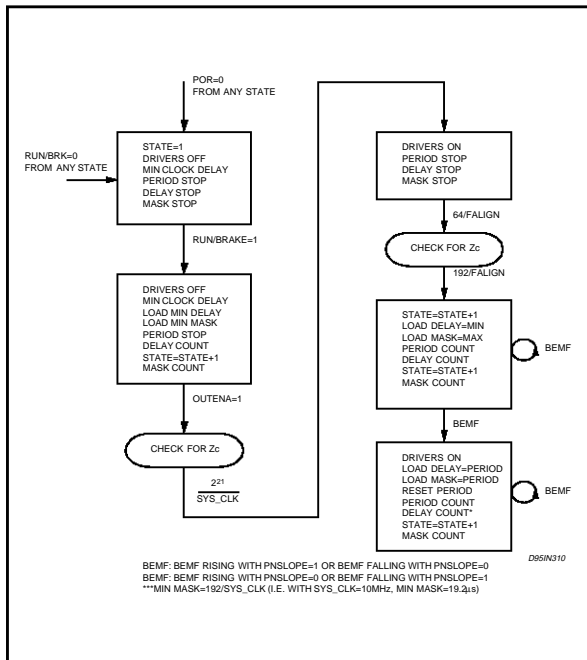 POR=0
FROM ANY STATE
RUN/BRK=0
FROM ANY STATE
STATE=1
DRIVERS OFF
MIN CLOCK DELAY
PERIOD STOP
DELAY STOP
MASK STOP
RUN/BRAKE=1
DRIVERS OFF
MIN CLOCK DELAY
LOAD MIN DELAY
LOAD MIN MASK
PERIOD STOP
DELAY COUNT
STATE=STATE+1
MASK COUNT
OUTENA=1
CHECK FOR Zc
2²¹
SYS_CLK
DRIVERS ON
PERIOD STOP
DELAY STOP
MASK STOP
64/FALIGN
CHECK FOR Zc
192/FALIGN
STATE=STATE+1
LOAD DELAY=MIN
LOAD MASK=MAX
PERIOD COUNT
DELAY COUNT
STATE=STATE+1
MASK COUNT
BEMF
BEMF
DRIVERS ON
LOAD DELAY=PERIOD
LOAD MASK=PERIOD
RESET PERIOD
PERIOD COUNT
DELAY COUNT*
STATE=STATE+1
MASK COUNT
BEMF
D95IN310
BEMF: BEMF RISING WITH PNSLOPE=1 OR BEMF FALLING WITH PNSLOPE=0
BEMF: BEMF RISING WITH PNSLOPE=0 OR BEMF FALLING WITH PNSLOPE=1
***MIN MASK=192/SYS_CLK (I.E. WITH SYS_CLK=10MHz, MIN MASK=19.2µs)